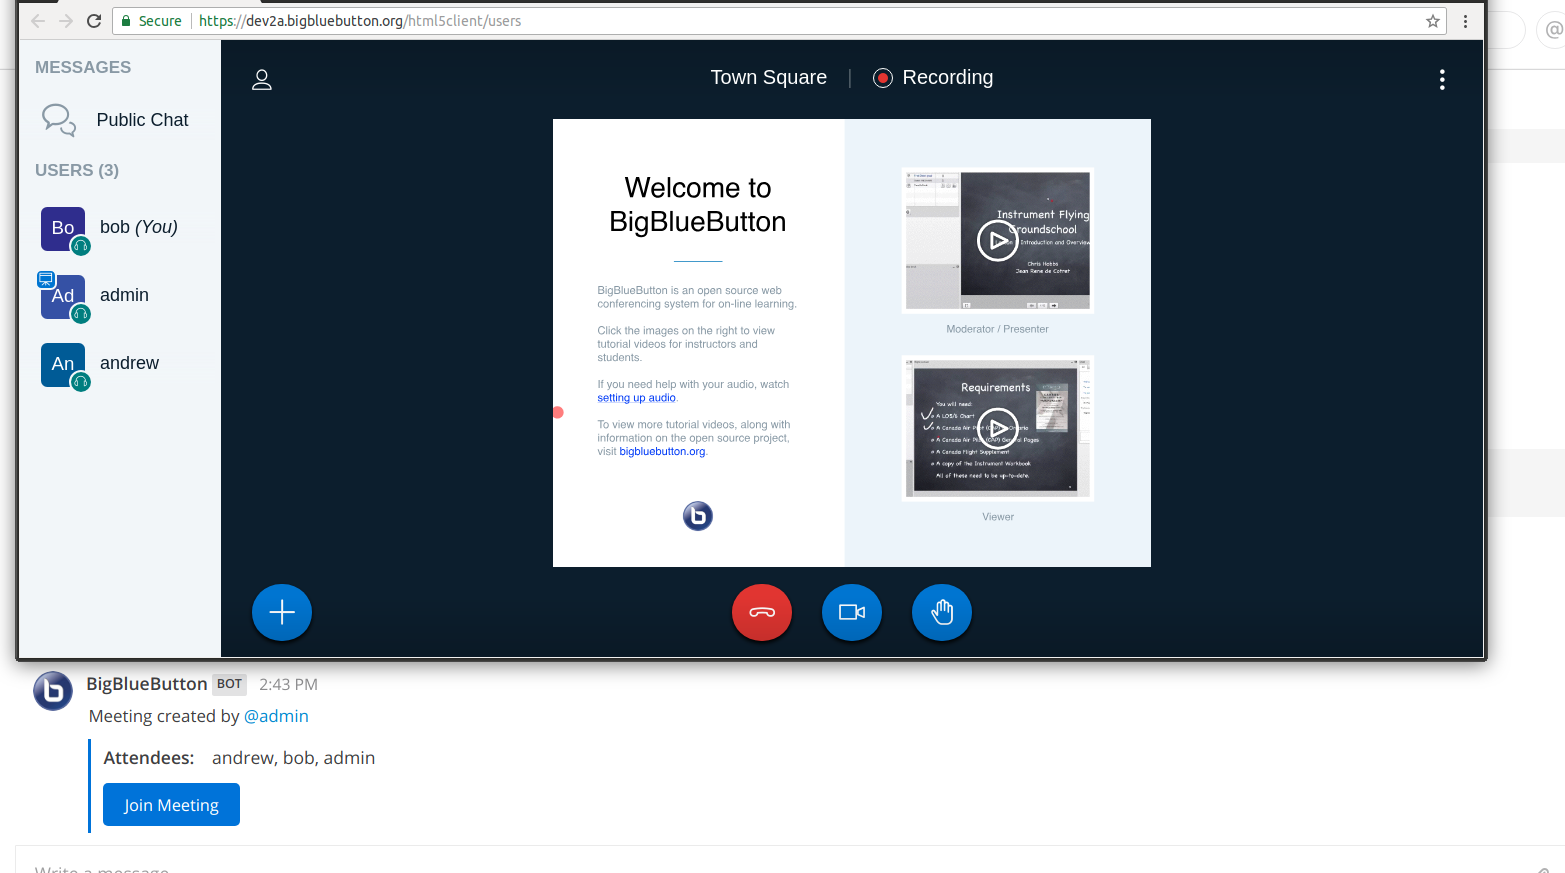 Secure https://dev2a.bigbluebutton.org/html5client/users
@
MESSAGES
Public Chat
USERS (3)
Bo bob (You)
Ad admin
An andrew
Town Square | Recording
Welcome to
BigBlueButton
BigBlueButton is an open source web
conferencing system for on-line learning.
Click the images on the right to view
tutorial videos for instructors and
students.
If you need help with your audio, watch
setting up audio.
To view more tutorial videos, along with
information on the open source project,
visit bigbluebutton.org.
b
Instrument Flying
Groundschool
Introduction and Overview
Chris Hobbs
Jean Rene de Cotret
Moderator / Presenter
Requirements
You will need:
A LO5/6 Chart
A Canada Air Pilot (CAP) Ontario
A Canada Air Pilot (CAP) General Pages
A Canada Flight Supplement
A copy of the Instrument Workbook
All of these need to be up-to-date.
Viewer
b
BigBlueButton BOT 2:43 PM
Meeting created by @admin
Attendees: andrew, bob, admin
Join Meeting
Write a message